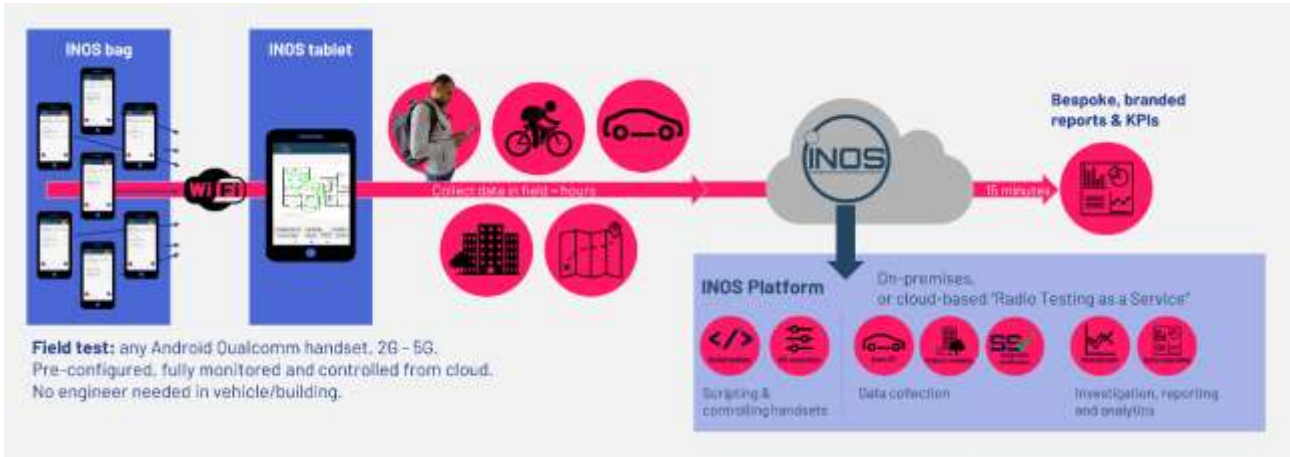 INOS bag
INOS tablet
WiFi
Collect data in field – hours
iNOS
15 minutes
Bespoke, branded
reports & KPIs
Field test: any Android Qualcomm handset, 2G – 5G.
Pre-configured, fully monitored and controlled from cloud.
No engineer needed in vehicle/building.
INOS Platform
On-premises,
or cloud-based "Radio Testing as a Service"
</>
SS
Scripting &
controlling handsets
Data collection
Investigation, reporting
and analytics